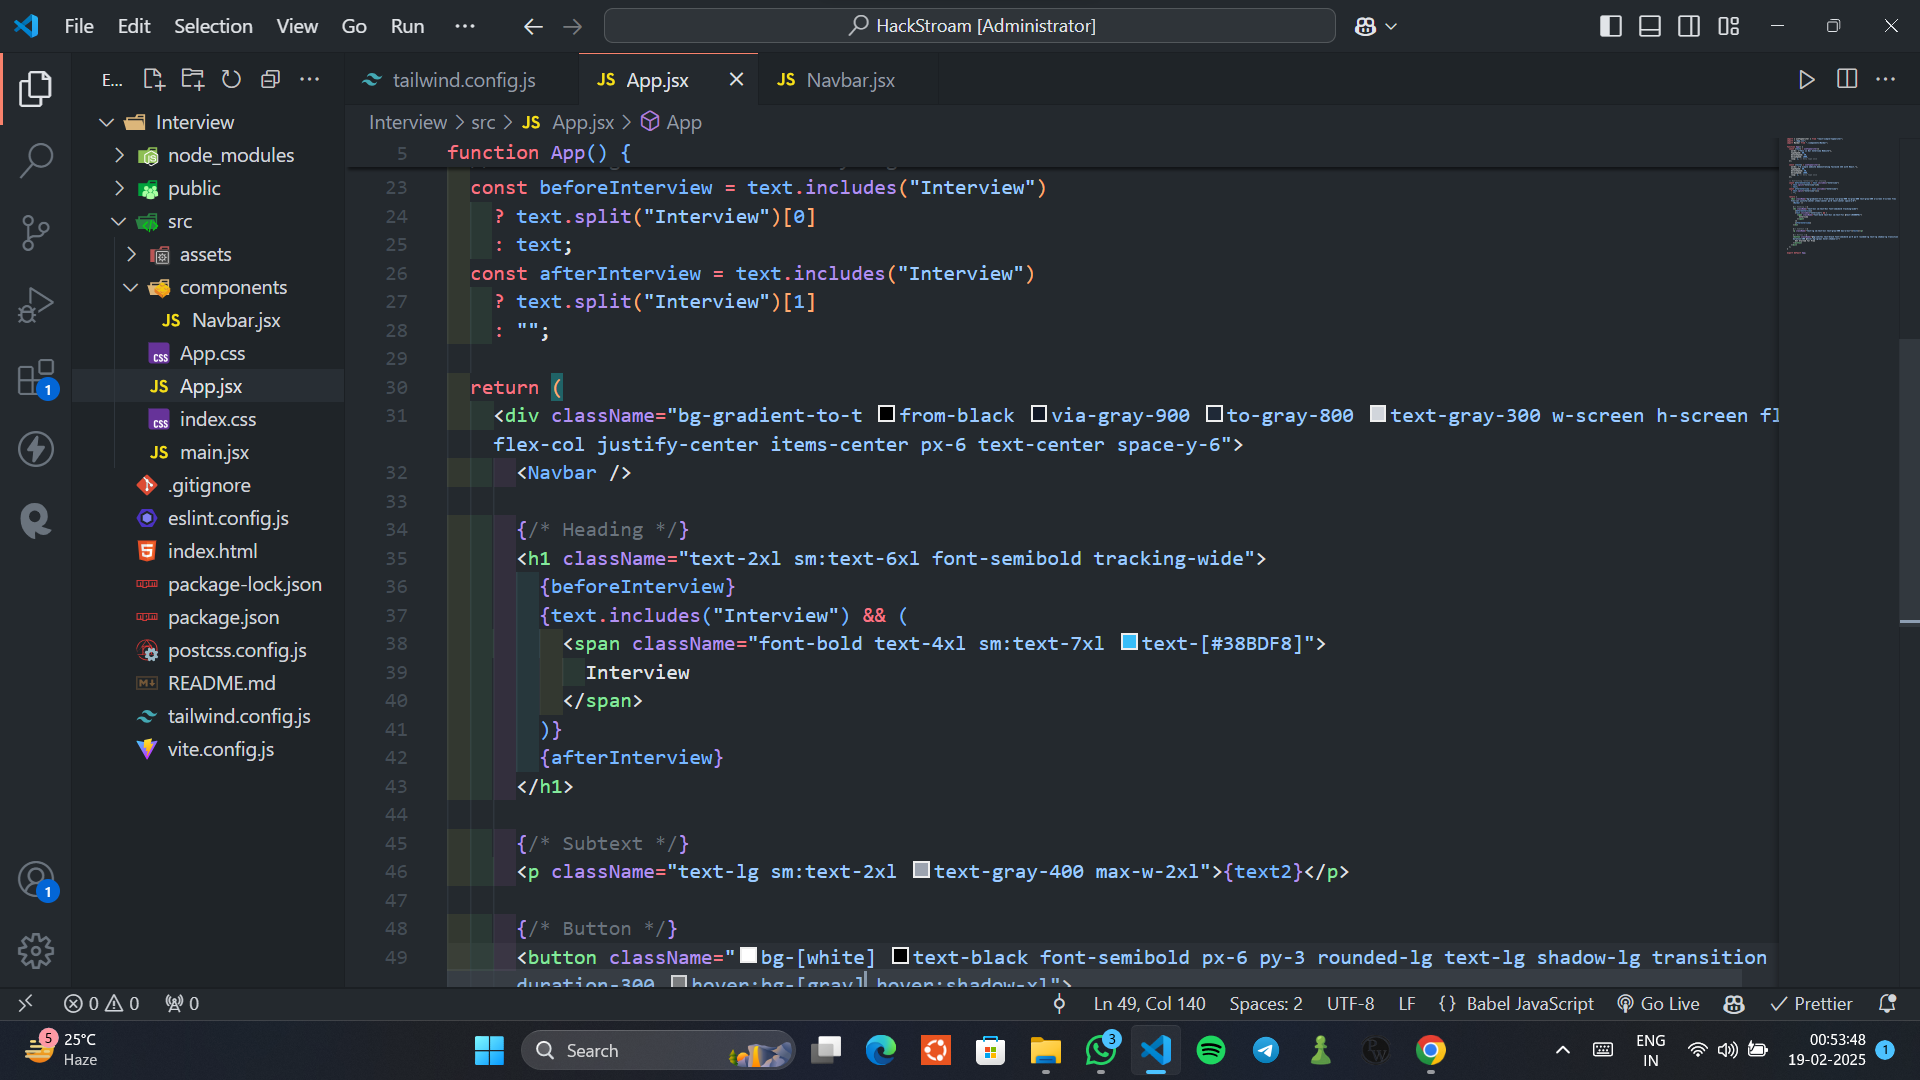 File Edit Selection View Go Run ··· HackStroam [Administrator]
E... ··· tailwind.config.js JS App.jsx JS Navbar.jsx ···
Interview > src > JS App.jsx > App
Interview
node_modules
public
src
assets
components
JS Navbar.jsx
css App.css
JS App.jsx
css index.css
JS main.jsx
.gitignore
eslint.config.js
index.html
package-lock.json
package.json
postcss.config.js
README.md
tailwind.config.js
vite.config.js
1
1
5 function App() {
23 const beforeInterview = text.includes("Interview")
24 ? text.split("Interview")[0]
25 : text;
26 const afterInterview = text.includes("Interview")
27 ? text.split("Interview")[1]
28 : "";
29
30 return (
31 <div className="bg-gradient-to-t from-black via-gray-900 to-gray-800 text-gray-300 w-screen h-screen fl
flex-col justify-center items-center px-6 text-center space-y-6">
32 <Navbar />
33
34 {/* Heading */}
35 <h1 className="text-2xl sm:text-6xl font-semibold tracking-wide">
36 {beforeInterview}
37 {text.includes("Interview") && (
38 <span className="font-bold text-4xl sm:text-7xl text-[#38BDF8]">
39 Interview
40 </span>
41 )}
42 {afterInterview}
43 </h1>
44
45 {/* Subtext */}
46 <p className="text-lg sm:text-2xl text-gray-400 max-w-2xl">{text2}</p>
47
48 {/* Button */}
49 <button className="bg-[white] text-black font-semibold px-6 py-3 rounded-lg text-lg shadow-lg transition
duration-300 hover:bg-[gray] hover:shadow-xl">
0 0 0 Ln 49, Col 140 Spaces: 2 UTF-8 LF {} Babel JavaScript Go Live Prettier
5 25°C
Haze
Search 3
ENG
IN
00:53:48
19-02-2025 1